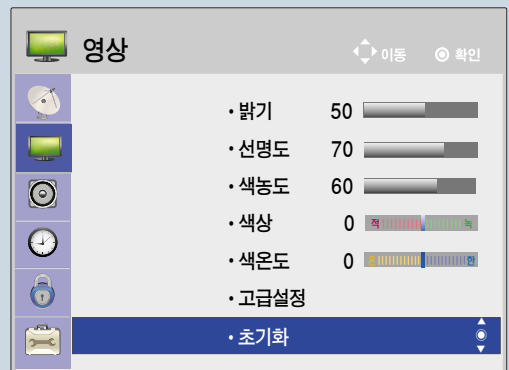 영상 이동 확인
· 밝기 50
· 선명도 70
· 색농도 60
· 색상 0 적 녹
· 색온도 0 온 한
· 고급설정
· 초기화